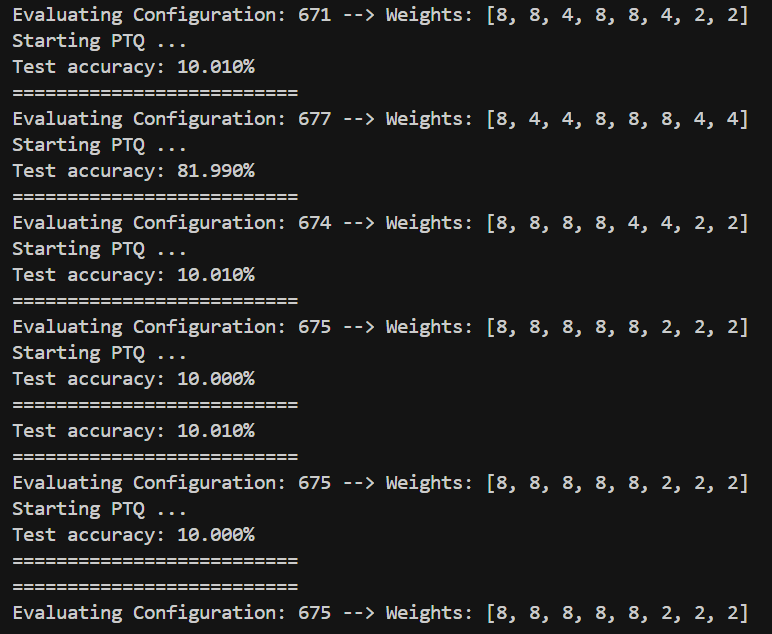 Evaluating Configuration: 671 --> Weights: [8, 8, 4, 8, 8, 4, 2, 2]
Starting PTQ ...
Test accuracy: 10.010%
==========================
Evaluating Configuration: 677 --> Weights: [8, 4, 4, 8, 8, 8, 4, 4]
Starting PTQ ...
Test accuracy: 81.990%
==========================
Evaluating Configuration: 674 --> Weights: [8, 8, 8, 8, 4, 4, 2, 2]
Starting PTQ ...
Test accuracy: 10.010%
==========================
Evaluating Configuration: 675 --> Weights: [8, 8, 8, 8, 8, 2, 2, 2]
Starting PTQ ...
Test accuracy: 10.000%
==========================
Test accuracy: 10.010%
==========================
Evaluating Configuration: 675 --> Weights: [8, 8, 8, 8, 8, 2, 2, 2]
Starting PTQ ...
Test accuracy: 10.000%
==========================
==========================
Evaluating Configuration: 675 --> Weights: [8, 8, 8, 8, 8, 2, 2, 2]